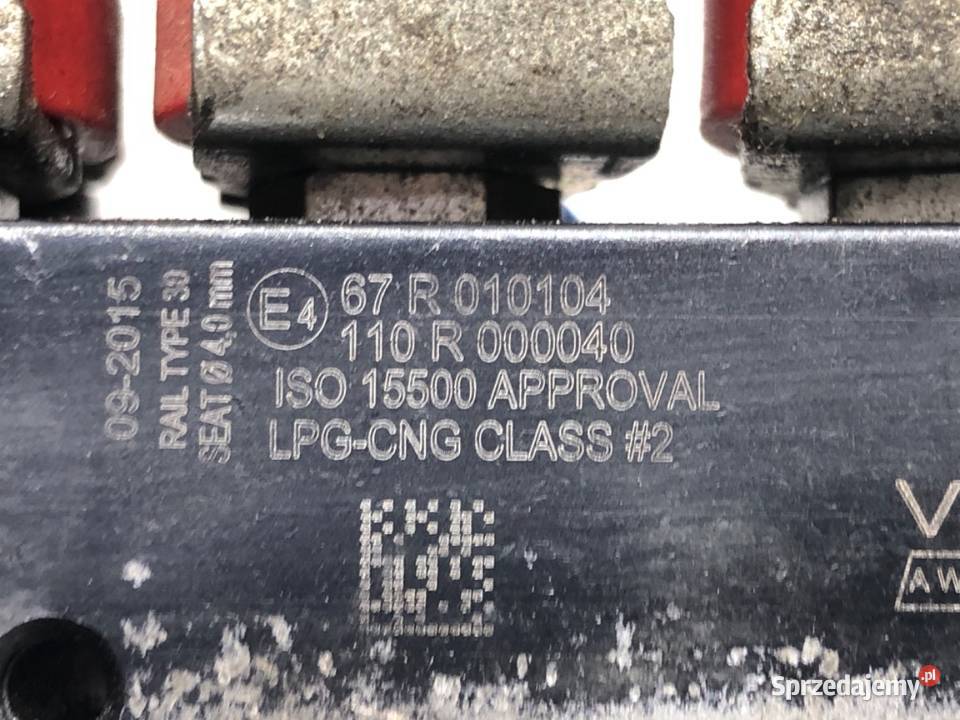 09-2015
RAIL TYPE 30
SEAT Ø 4,0 mm
E4
67 R 010104
110 R 000040
ISO 15500 APPROVAL
LPG-CNG CLASS #2
V
AW
Sprzedajemy.pl